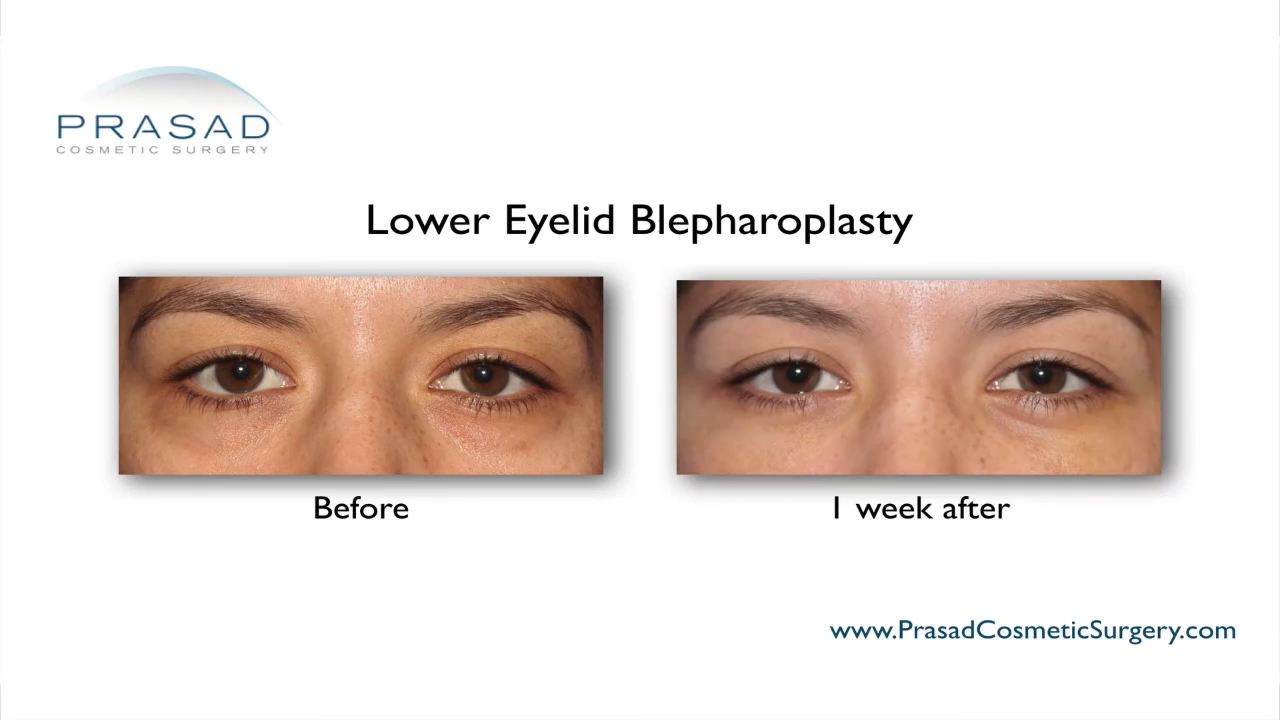 PRASAD
COSMETIC SURGERY
Lower Eyelid Blepharoplasty
Before
1 week after
www.PrasadCosmeticSurgery.com